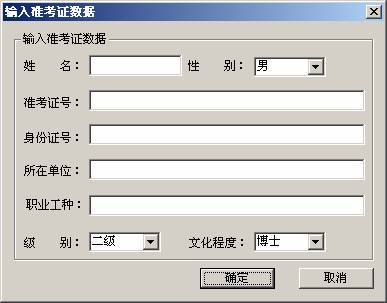 输入准考证数据
输入准考证数据
姓 名： 性 别： 男
准考证号：
身份证号：
所在单位：
职业工种：
级 别： 二级 文化程度： 博士
确定 取消